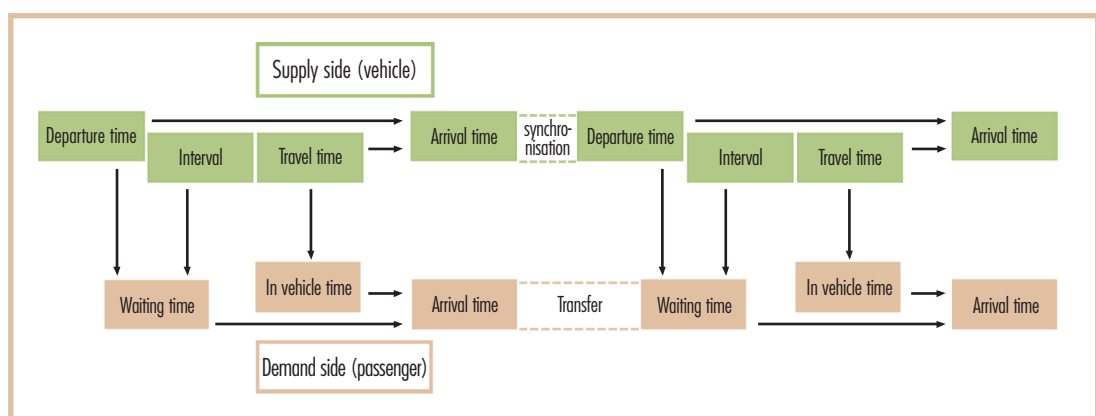 Supply side (vehicle)
Departure time
Interval
Travel time
Arrival time
synchro-
nisation
Departure time
Interval
Travel time
Arrival time
Waiting time
In vehicle time
Arrival time
Transfer
Waiting time
In vehicle time
Arrival time
Demand side (passenger)